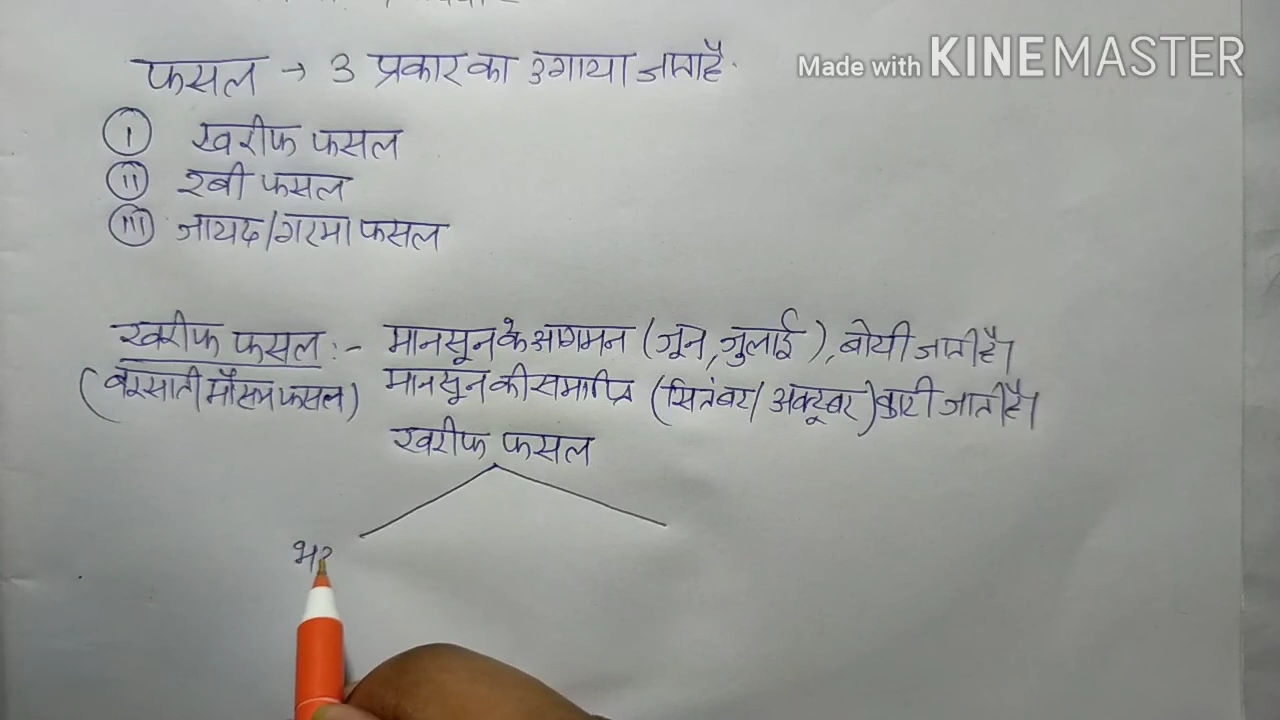 फसल → 3 प्रकार का उगाया जाता है.
Made with KINEMASTER
I खरीफ फसल
II रबी फसल
III जायद/गरमा फसल
खरीफ फसल :- मानसून के आगमन (जून, जुलाई), बोयी जाती है।
(बरसाती मौसम फसल) मानसून की समाप्ति (सितंबर/अक्टूबर) काटी जाती है।
खरीफ फसल